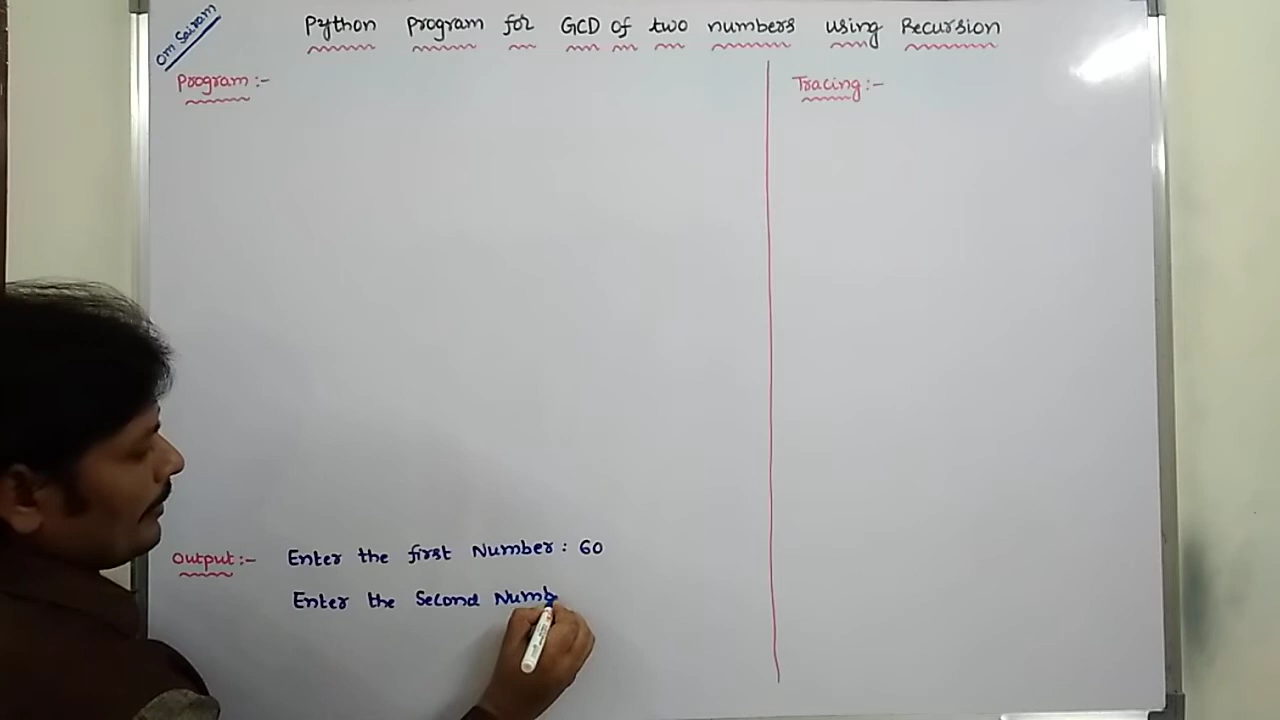 Om Sairam
Python Program for GCD of two numbers using Recursion
Program:-
Tracing:-
Output:- Enter the first Number: 60
Enter the Second Numb